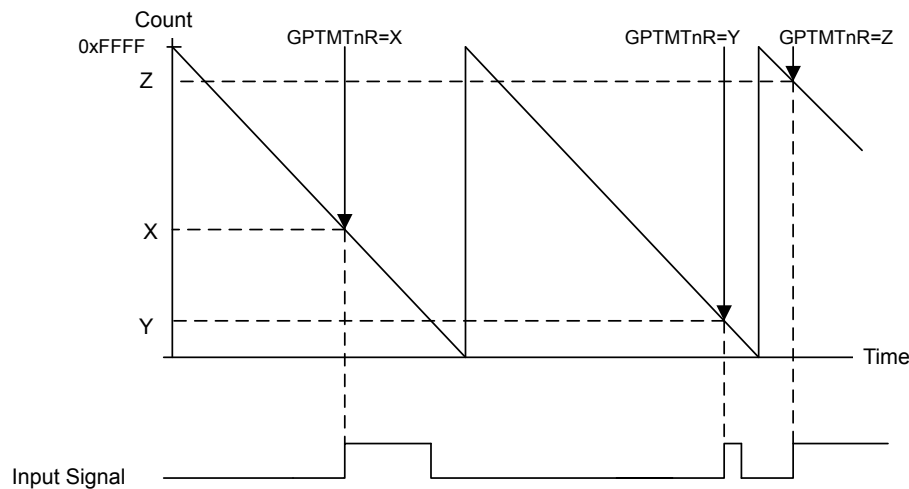 Count
0xFFFF
GPTMTnR=X
GPTMTnR=Y
GPTMTnR=Z
Z
X
Y
Time
Input Signal